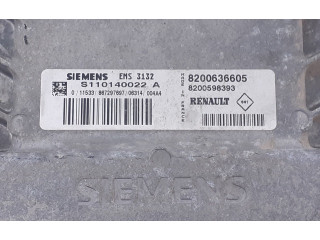 SIEMENS EMS 3132
S110140022 A
8200636605
8200598393
RENAULT
SIEMENS